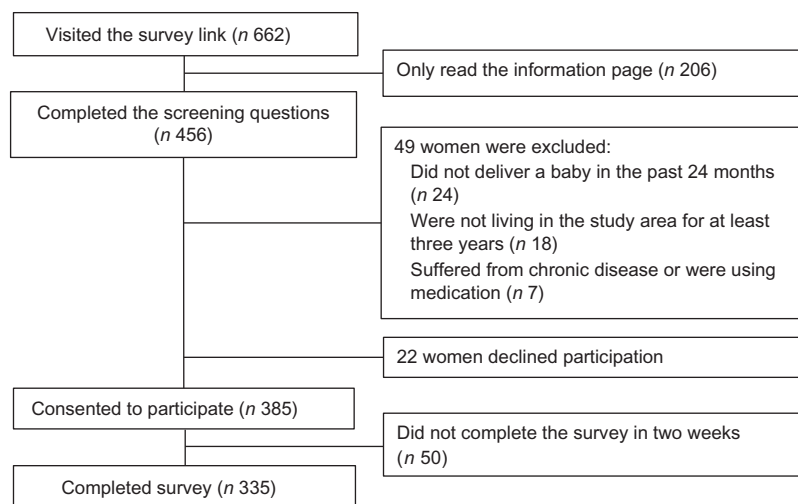 Visited the survey link (n 662)
Only read the information page (n 206)
Completed the screening questions
(n 456)
49 women were excluded:
Did not deliver a baby in the past 24 months
(n 24)
Were not living in the study area for at least
three years (n 18)
Suffered from chronic disease or were using
medication (n 7)
22 women declined participation
Consented to participate (n 385)
Did not complete the survey in two weeks
(n 50)
Completed survey (n 335)